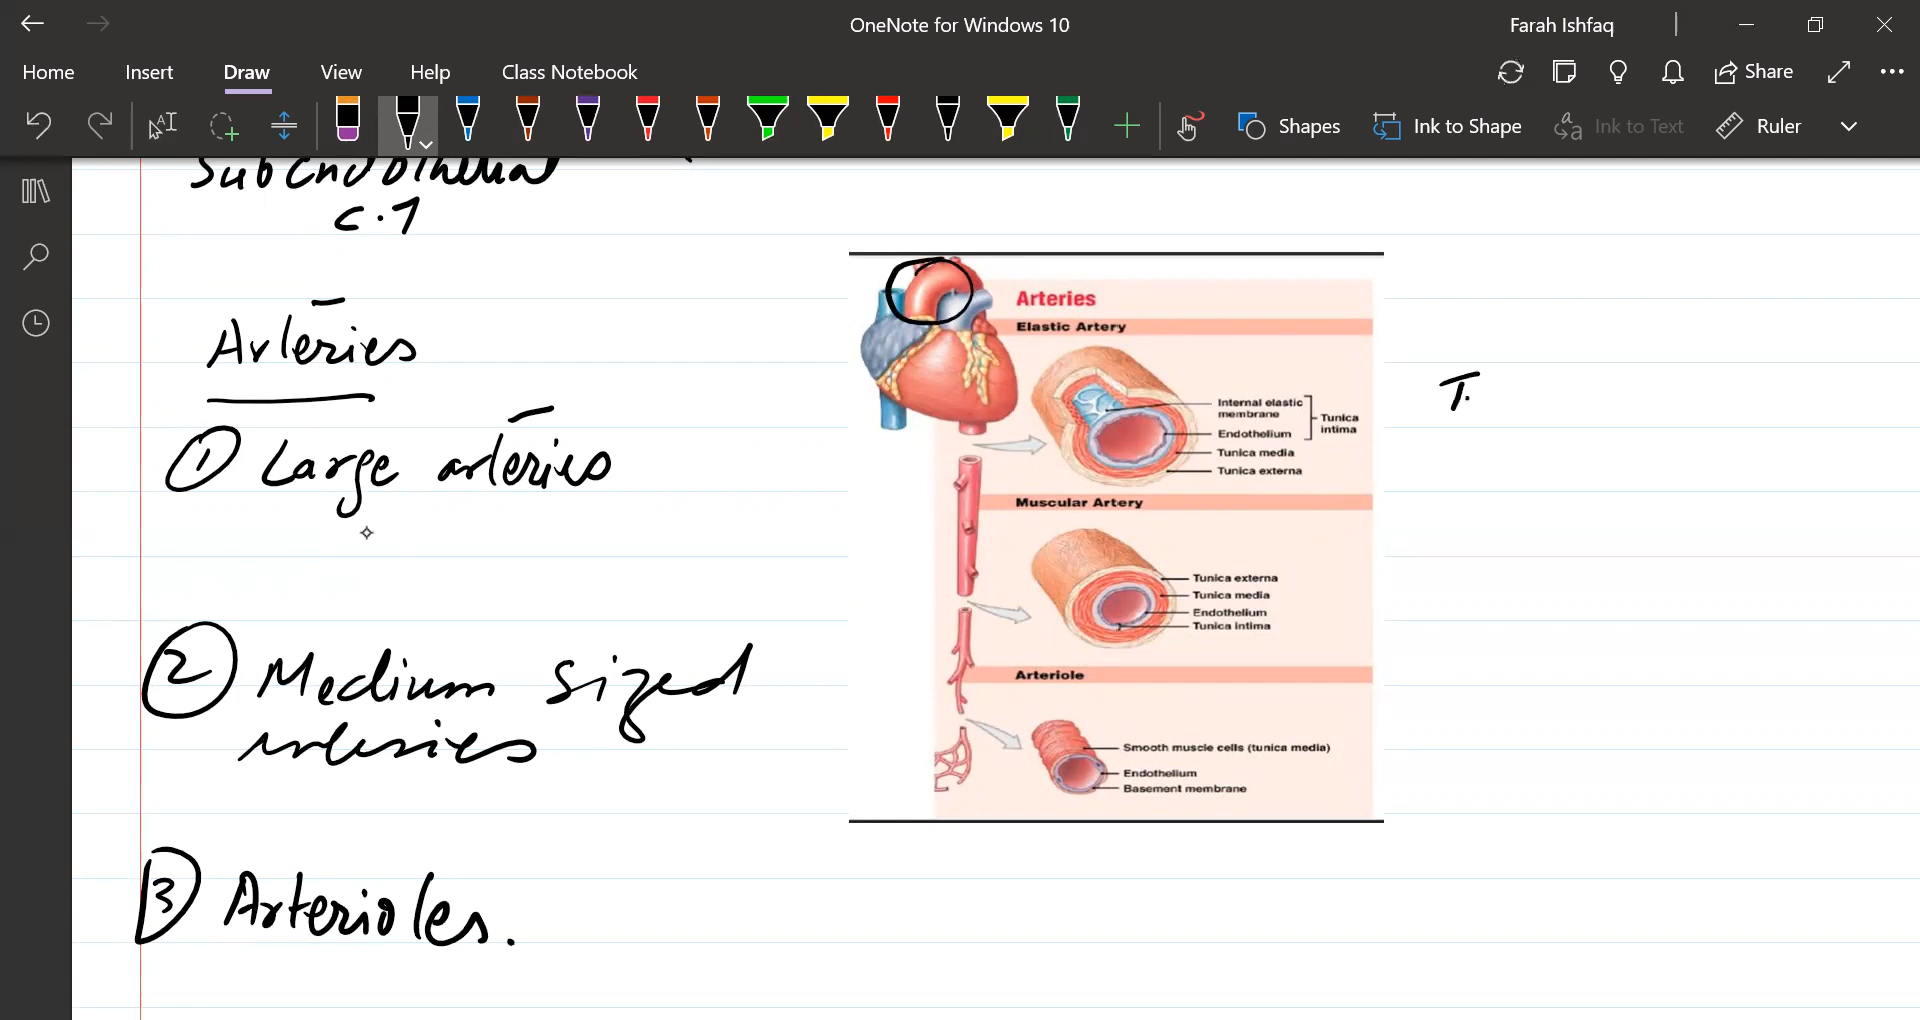 OneNote for Windows 10
Farah Ishfaq
Home Insert Draw View Help Class Notebook
Share
Shapes
Ink to Shape
Ink to Text
Ruler
SubEndothelial
C.T
Arteries
① Large arteries
② Medium sized
arteries
③ Arterioles.
Arteries
Elastic Artery
Internal elastic
membrane
Endothelium
Tunica
intima
Tunica media
Tunica externa
Muscular Artery
Tunica externa
Tunica media
Endothelium
Tunica intima
Arteriole
Smooth muscle cells (tunica media)
Endothelium
Basement membrane
T.